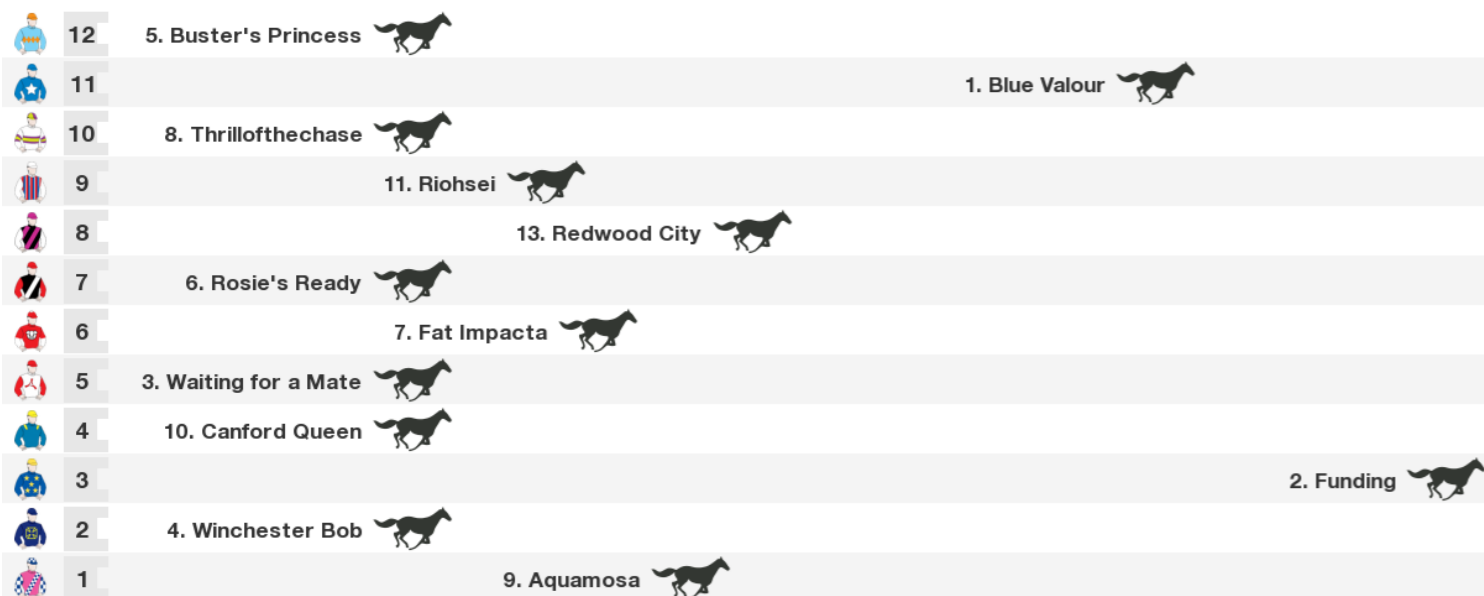 12 5. Buster's Princess
11 1. Blue Valour
10 8. Thrillofthechase
9 11. Riohsei
8 13. Redwood City
7 6. Rosie's Ready
6 7. Fat Impacta
5 3. Waiting for a Mate
4 10. Canford Queen
3 2. Funding
2 4. Winchester Bob
1 9. Aquamosa